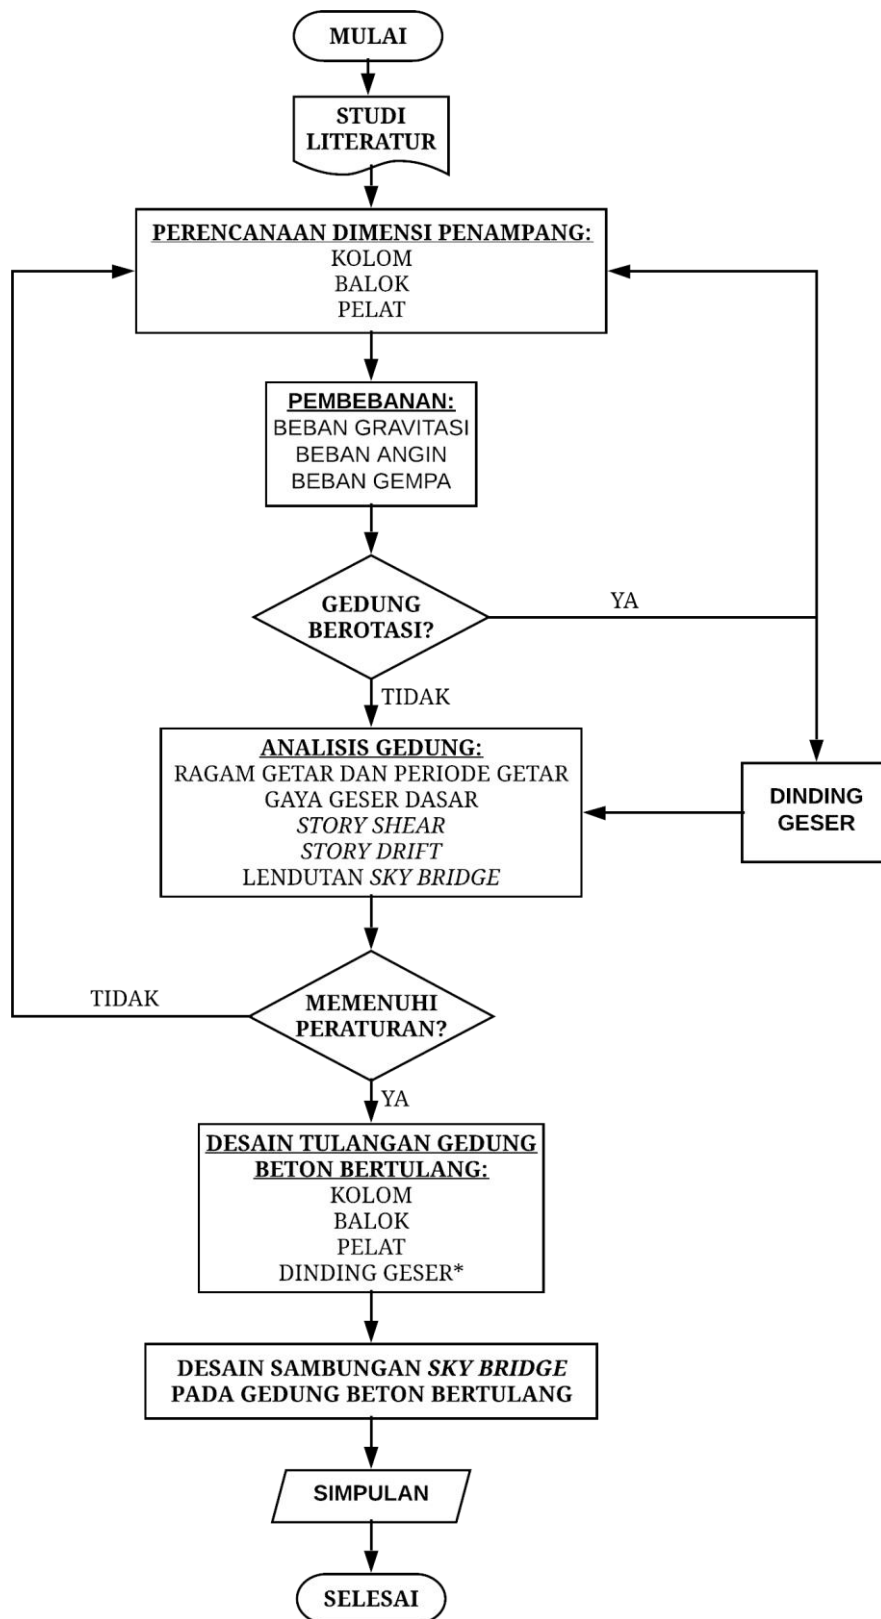 MULAI
STUDI
LITERATUR
PERENCANAAN DIMENSI PENAMPANG:
KOLOM
BALOK
PELAT
PEMBEBANAN:
BEBAN GRAVITASI
BEBAN ANGIN
BEBAN GEMPA
GEDUNG
BEROTASI?
YA
TIDAK
ANALISIS GEDUNG:
RAGAM GETAR DAN PERIODE GETAR
GAYA GESER DASAR
STORY SHEAR
STORY DRIFT
LENDUTAN SKY BRIDGE
DINDING
GESER
MEMENUHI
PERATURAN?
TIDAK
YA
DESAIN TULANGAN GEDUNG
BETON BERTULANG:
KOLOM
BALOK
PELAT
DINDING GESER*
DESAIN SAMBUNGAN SKY BRIDGE
PADA GEDUNG BETON BERTULANG
SIMPULAN
SELESAI